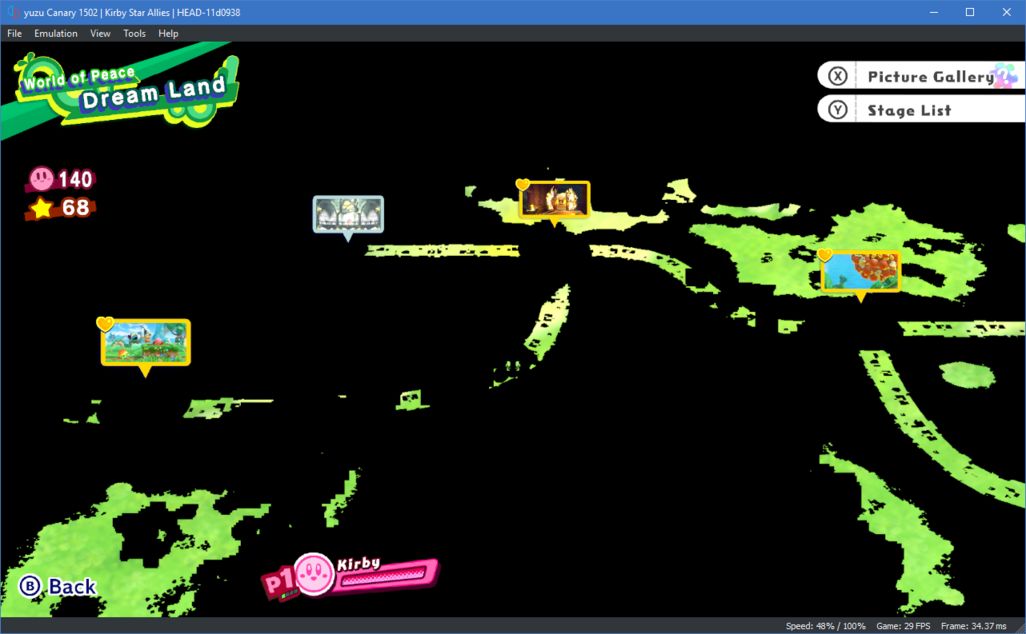 yuzu Canary 1502 | Kirby Star Allies | HEAD-11d0938
File Emulation View Tools Help
World of Peace
Dream Land
X Picture Gallery
Y Stage List
140
68
B Back
P1 Kirby
Speed: 48% / 100% Game: 29 FPS Frame: 34.37 ms